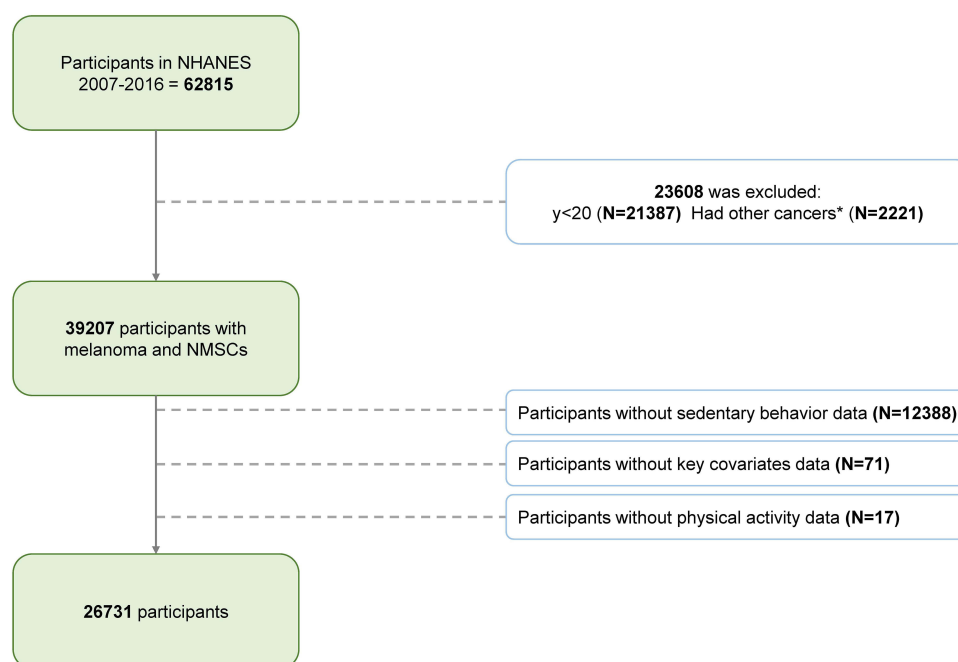 Participants in NHANES
2007-2016 = 62815
23608 was excluded:
y<20 (N=21387)  Had other cancers* (N=2221)
39207 participants with
melanoma and NMSCs
Participants without sedentary behavior data (N=12388)
Participants without key covariates data (N=71)
Participants without physical activity data (N=17)
26731 participants